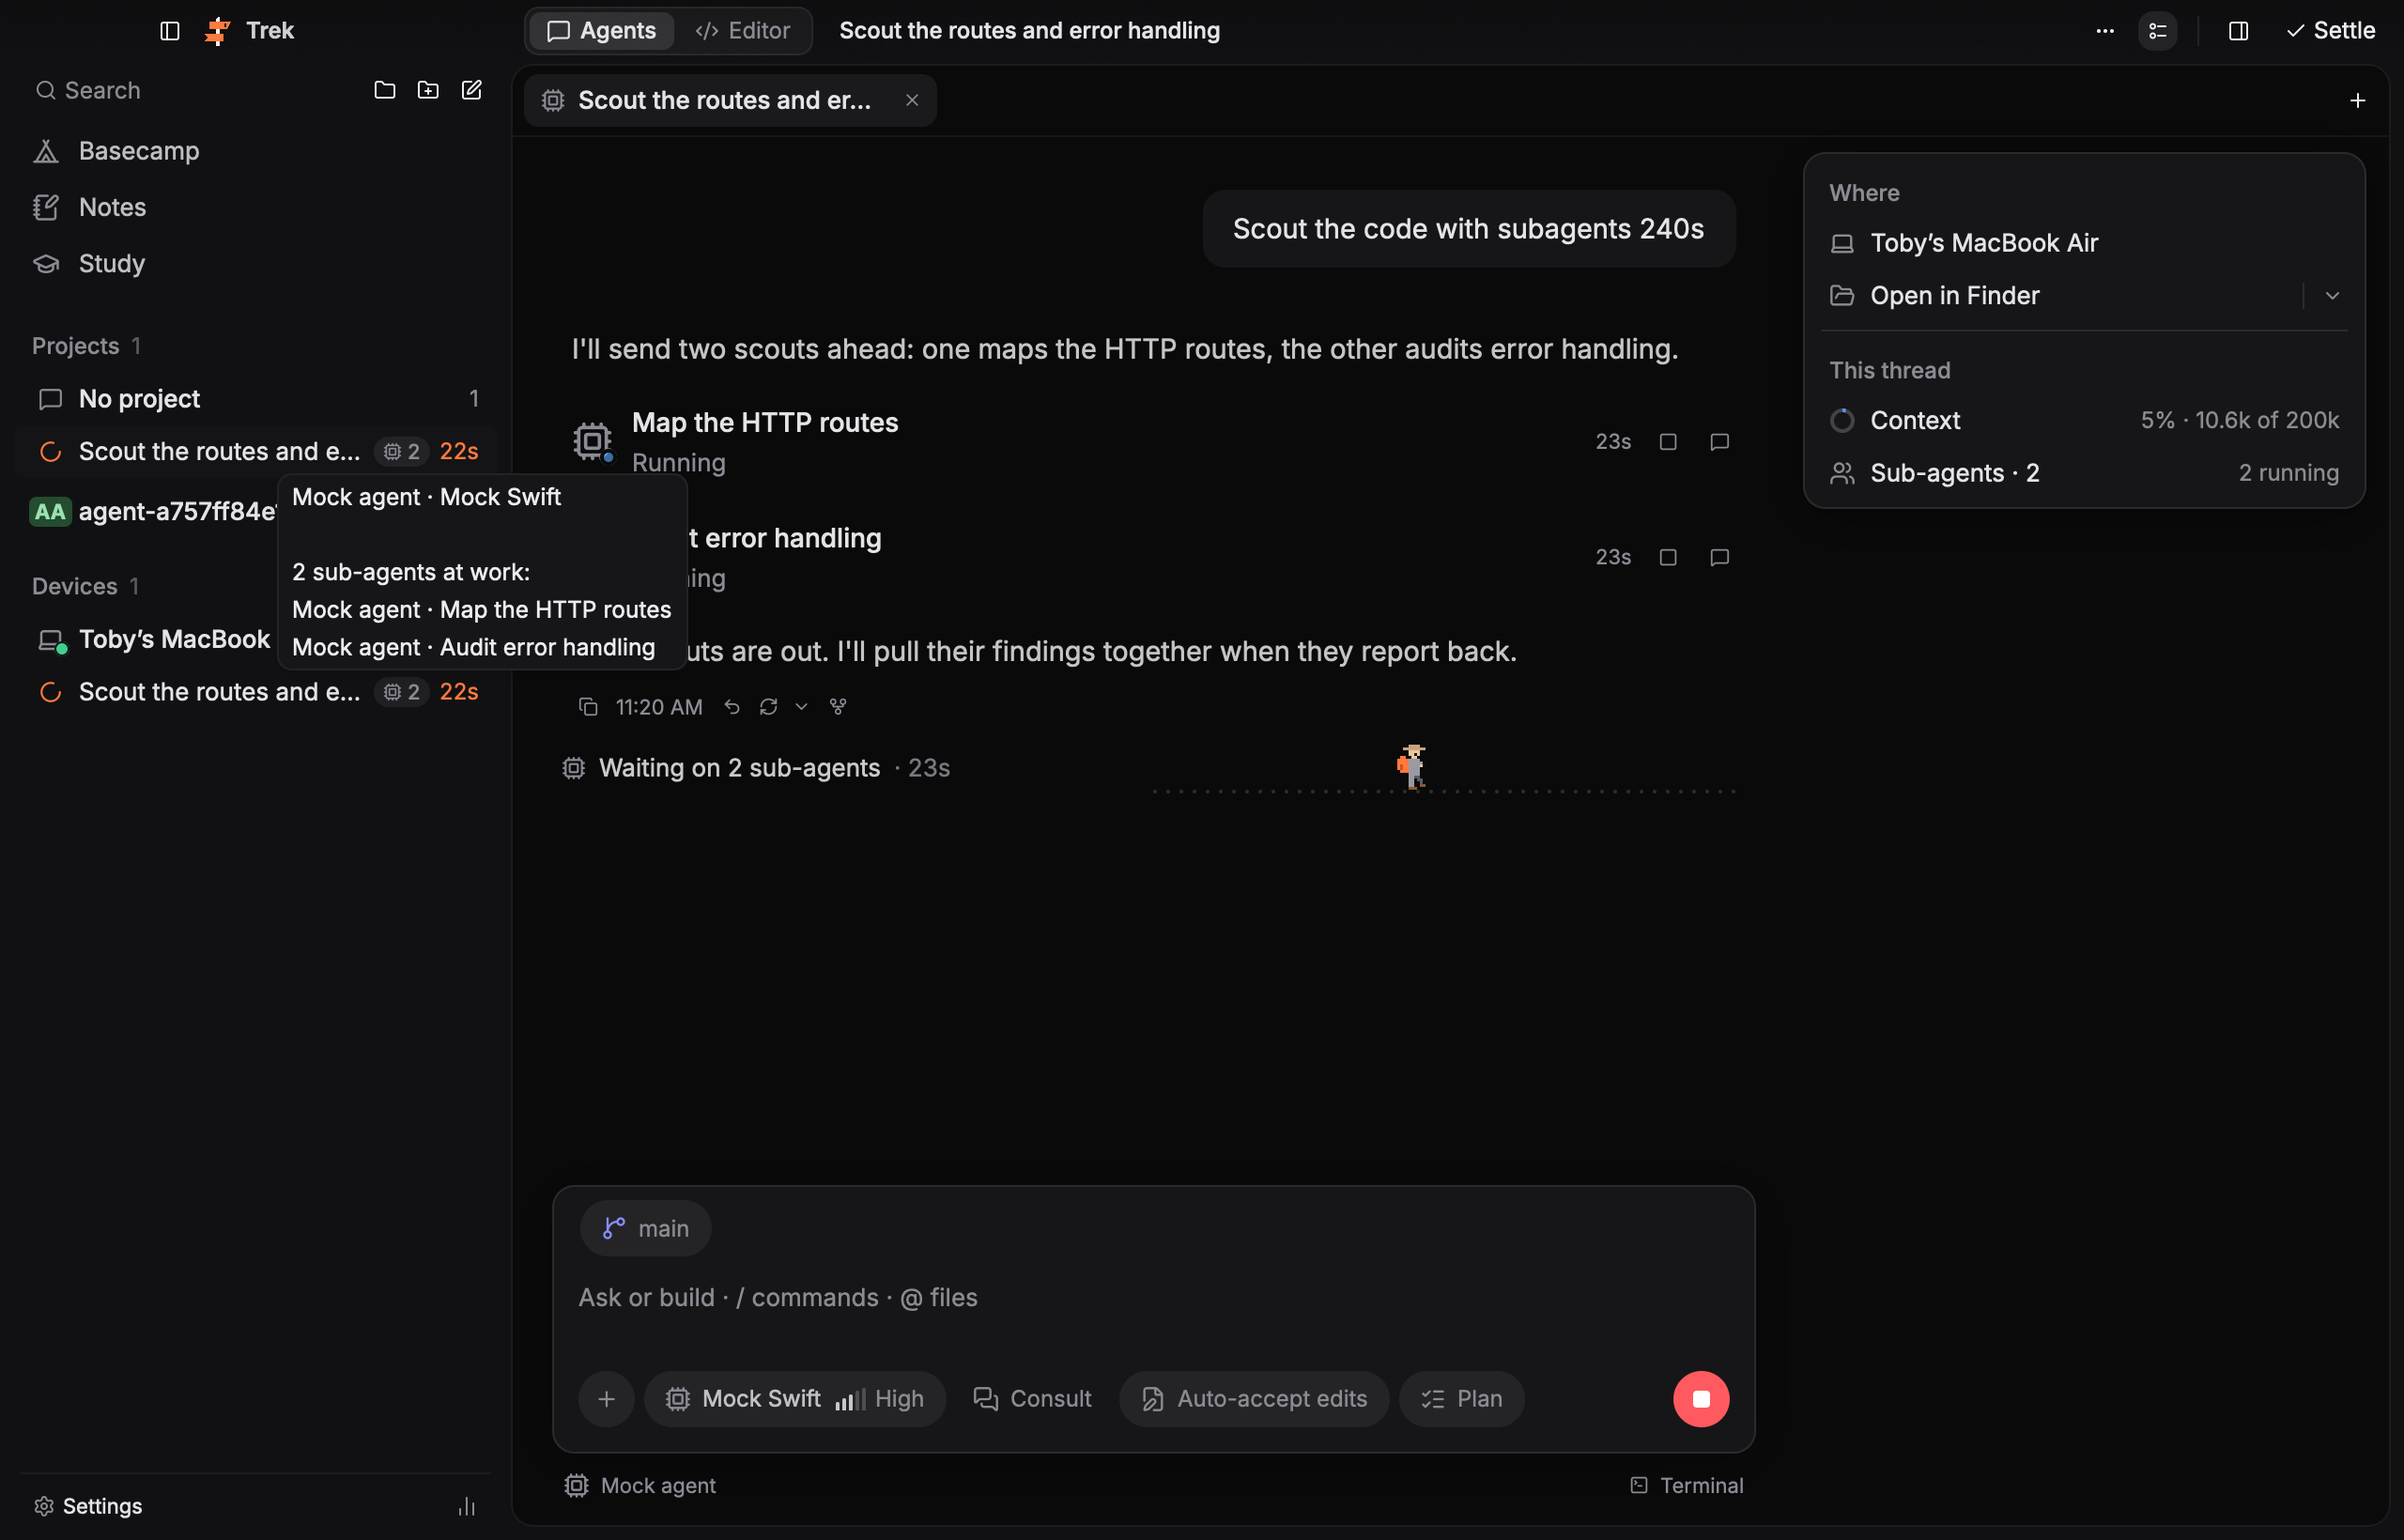 Trek
Agents
Editor
Scout the routes and error handling
Settle
Search
Basecamp
Notes
Study
Projects 1
No project 1
Scout the routes and e... 2 22s
AA agent-a757ff84e
Devices 1
Toby's MacBook
Scout the routes and e... 2 22s
Settings
Mock agent · Mock Swift
2 sub-agents at work:
Mock agent · Map the HTTP routes
Mock agent · Audit error handling
Scout the routes and er...
Scout the code with subagents 240s
I'll send two scouts ahead: one maps the HTTP routes, the other audits error handling.
Map the HTTP routes
Running
23s
error handling
23s
are out. I'll pull their findings together when they report back.
11:20 AM
Waiting on 2 sub-agents · 23s
main
Ask or build · / commands · @ files
Mock Swift High
Consult
Auto-accept edits
Plan
Mock agent
Terminal
Where
Toby's MacBook Air
Open in Finder
This thread
Context 5% · 10.6k of 200k
Sub-agents · 2 2 running